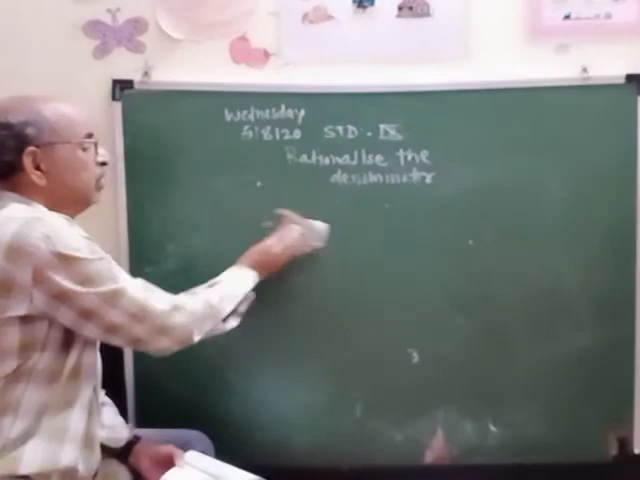 Wednesday
5/8/20 STD. IX
Rationalise the
denominator